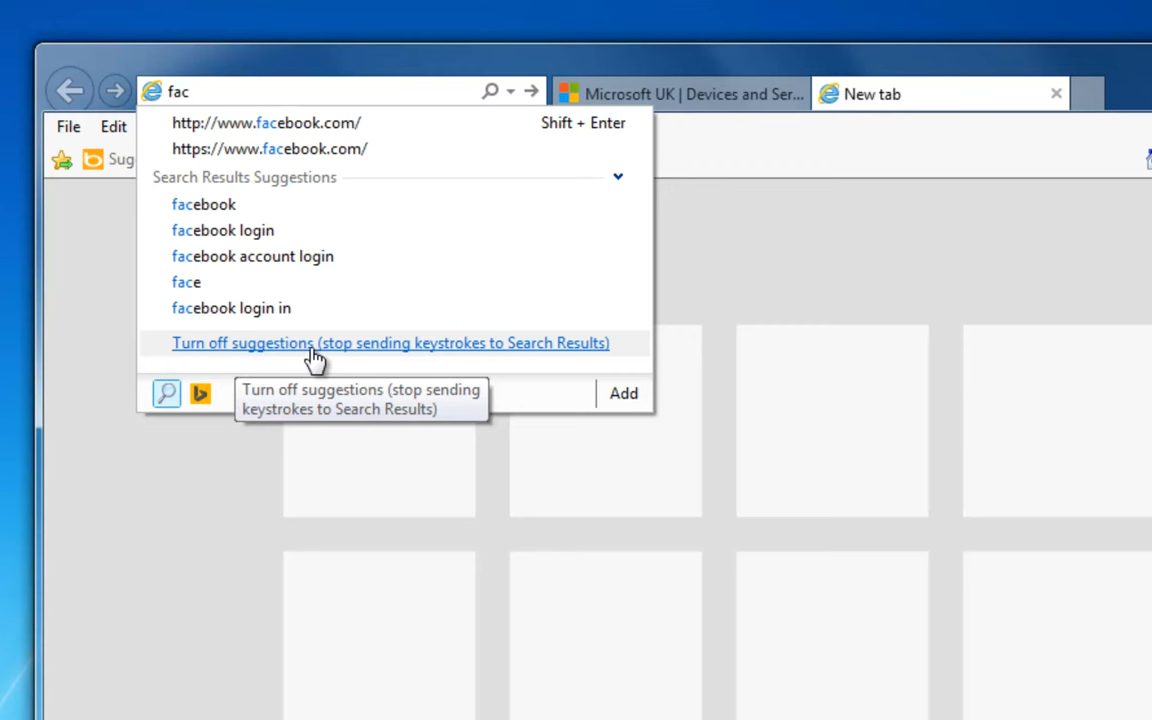 fac
Microsoft UK | Devices and Ser...
New tab
File Edit
http://www.facebook.com/ Shift + Enter
https://www.facebook.com/
Sug
Search Results Suggestions
facebook
facebook login
facebook account login
face
facebook login in
Turn off suggestions (stop sending keystrokes to Search Results)
Turn off suggestions (stop sending
keystrokes to Search Results)
Add